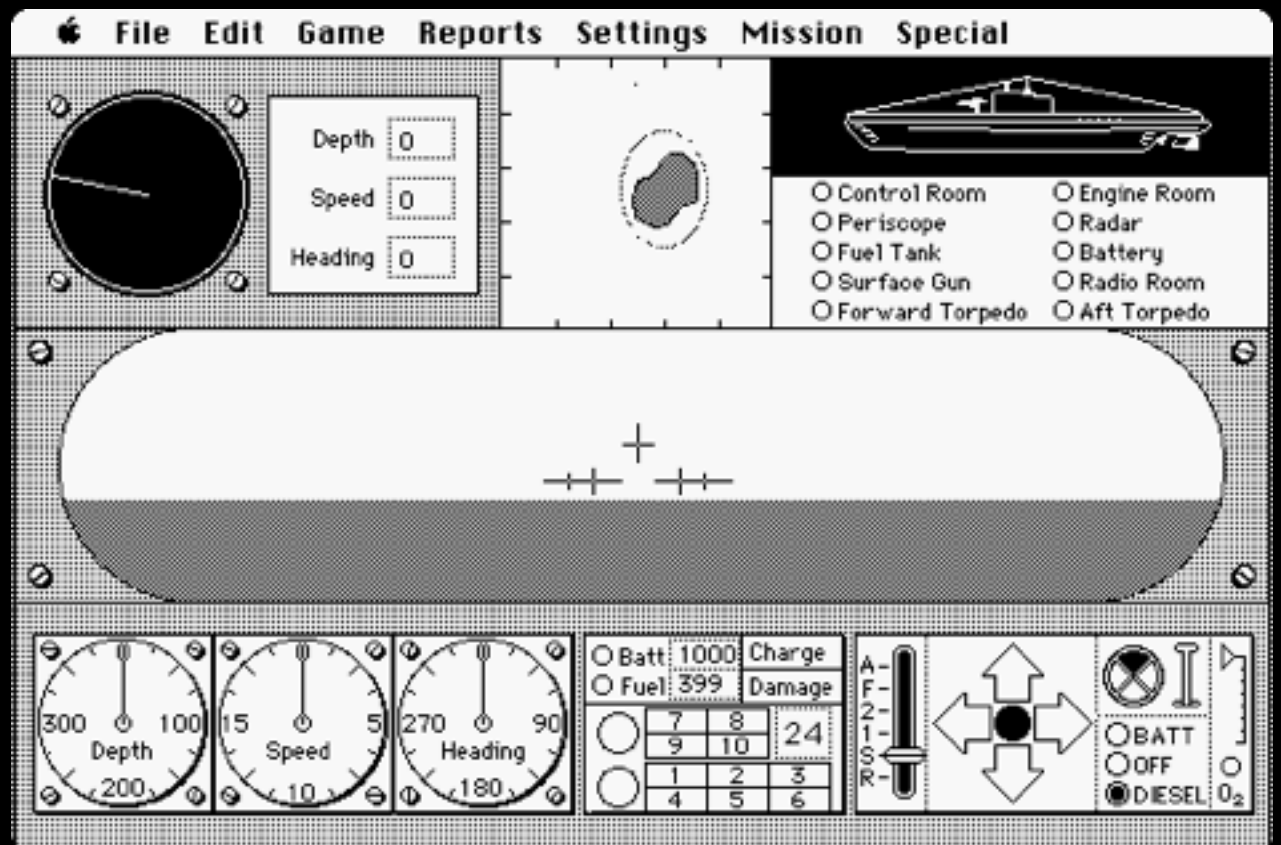 File Edit Game Reports Settings Mission Special
Depth 0
Speed 0
Heading 0
Control Room Engine Room
Periscope Radar
Fuel Tank Battery
Surface Gun Radio Room
Forward Torpedo Aft Torpedo
0
300 100
Depth
200
0
15 5
Speed
10
0
270 90
Heading
180
Batt 1000 Charge
Fuel 399 Damage
7 8
9 10
24
1 2 3
4 5 6
A-
F-
2-
1-
S-
R-
BATT
OFF
DIESEL
O₂